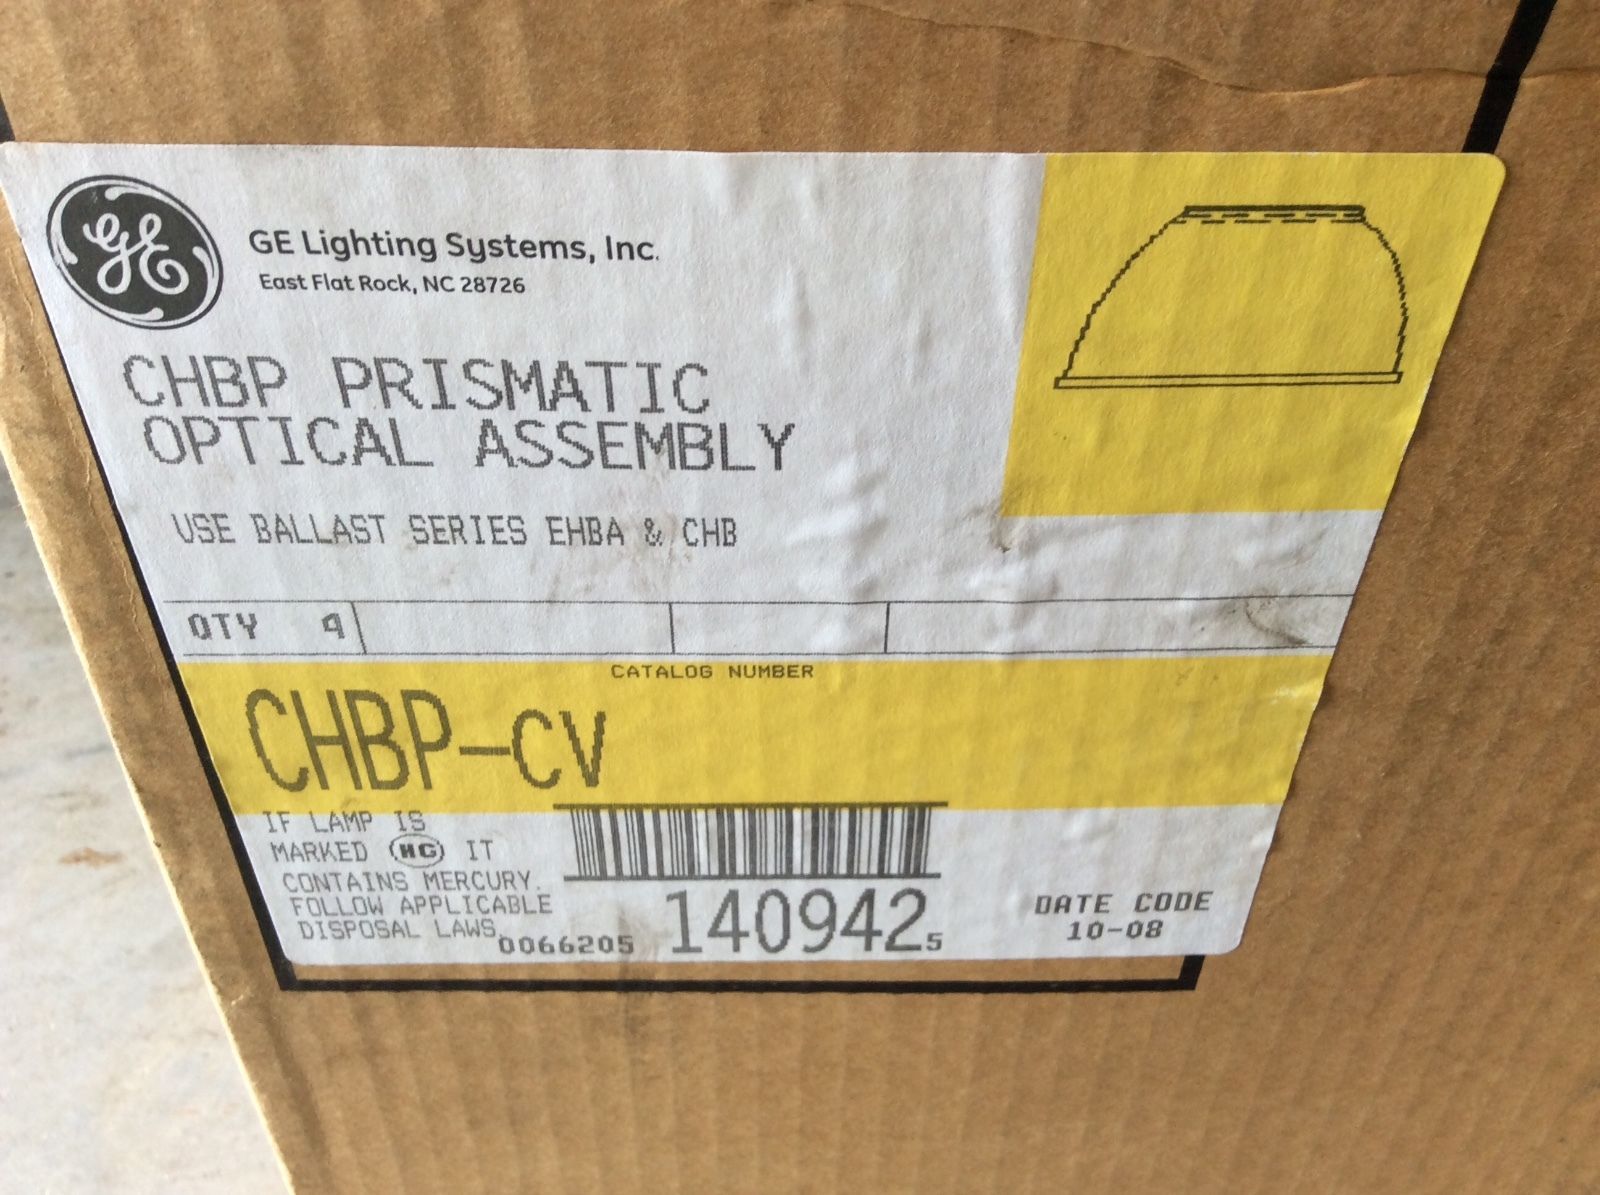 GE
GE Lighting Systems, Inc.
East Flat Rock, NC 28726
CHBP PRISMATIC
OPTICAL ASSEMBLY
USE BALLAST SERIES EHBA & CHB
QTY 4
CATALOG NUMBER
CHBP-CV
IF LAMP IS
MARKED HG IT
CONTAINS MERCURY.
FOLLOW APPLICABLE
DISPOSAL LAWS.
0066205
140942 5
DATE CODE
10-08